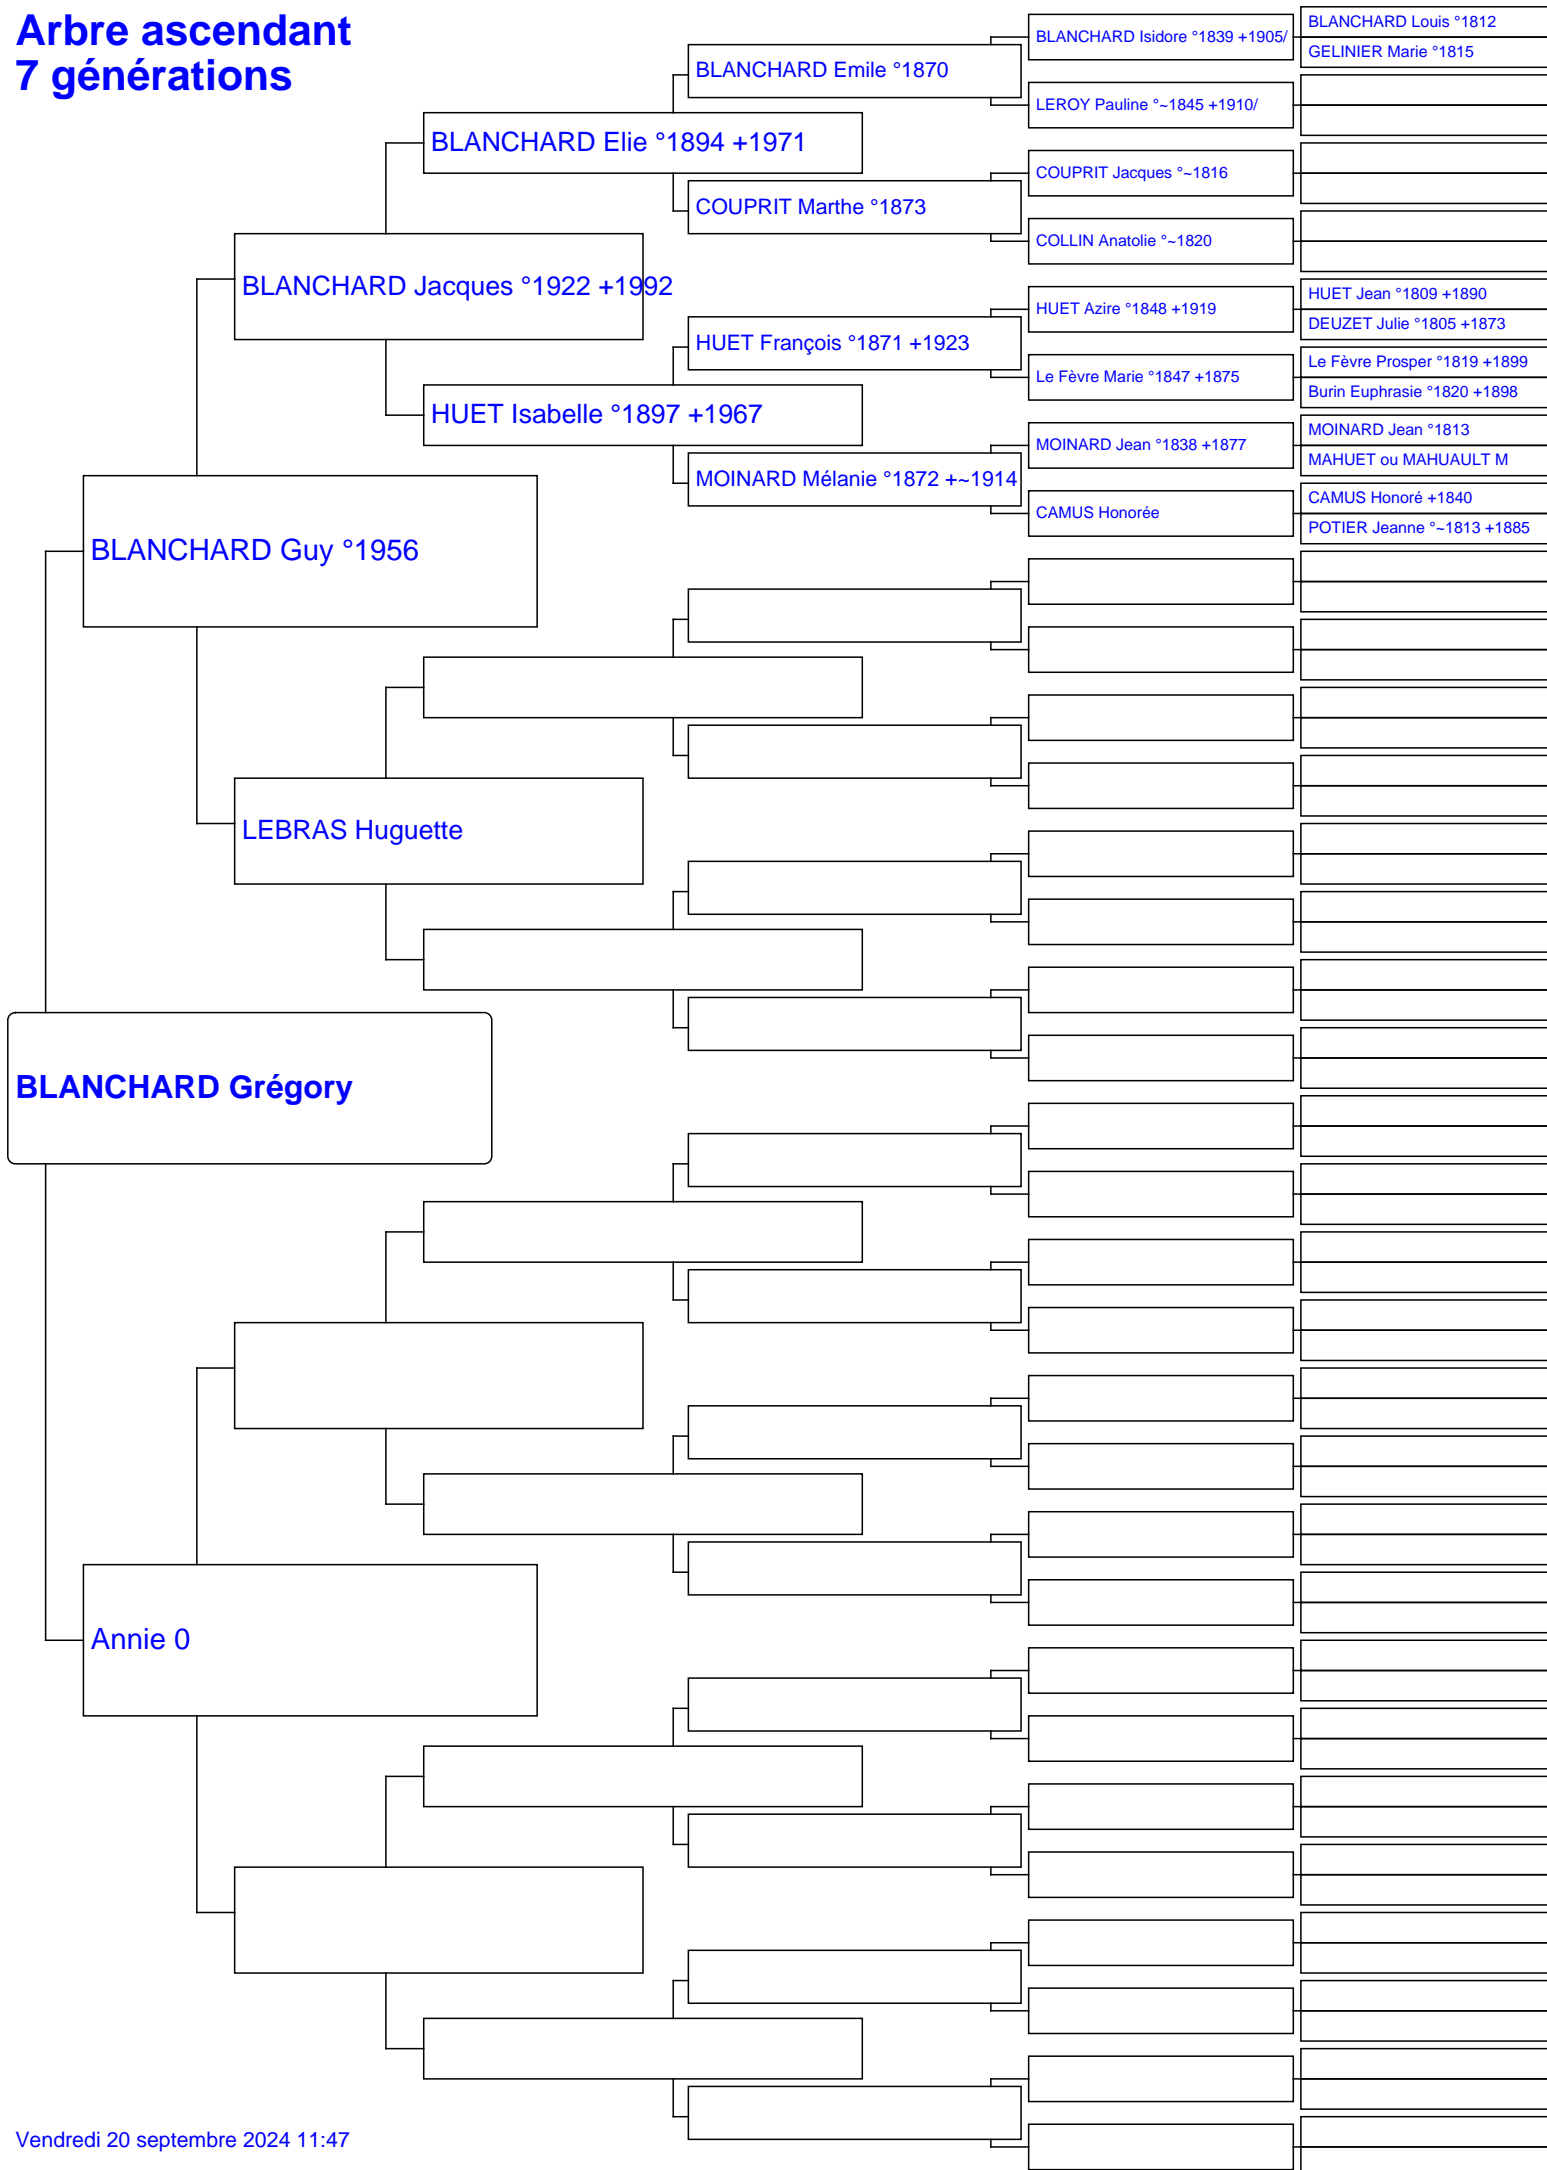 Arbre ascendant
7 générations
BLANCHARD Louis °1812
BLANCHARD Isidore °1839 +1905/
GELINIER Marie °1815
BLANCHARD Emile °1870
LEROY Pauline °~1845 +1910/
BLANCHARD Elie °1894 +1971
COUPRIT Jacques °~1816
COUPRIT Marthe °1873
COLLIN Anatolie °~1820
BLANCHARD Jacques °1922 +1992
HUET Jean °1809 +1890
HUET Azire °1848 +1919
DEUZET Julie °1805 +1873
HUET François °1871 +1923
Le Fèvre Prosper °1819 +1899
Le Fèvre Marie °1847 +1875
Burin Euphrasie °1820 +1898
HUET Isabelle °1897 +1967
MOINARD Jean °1813
MOINARD Jean °1838 +1877
MAHUET ou MAHUAULT M
MOINARD Mélanie °1872 +~1914
CAMUS Honoré +1840
CAMUS Honorée
POTIER Jeanne °~1813 +1885
BLANCHARD Guy °1956
LEBRAS Huguette
BLANCHARD Grégory
Annie 0
Vendredi 20 septembre 2024 11:47